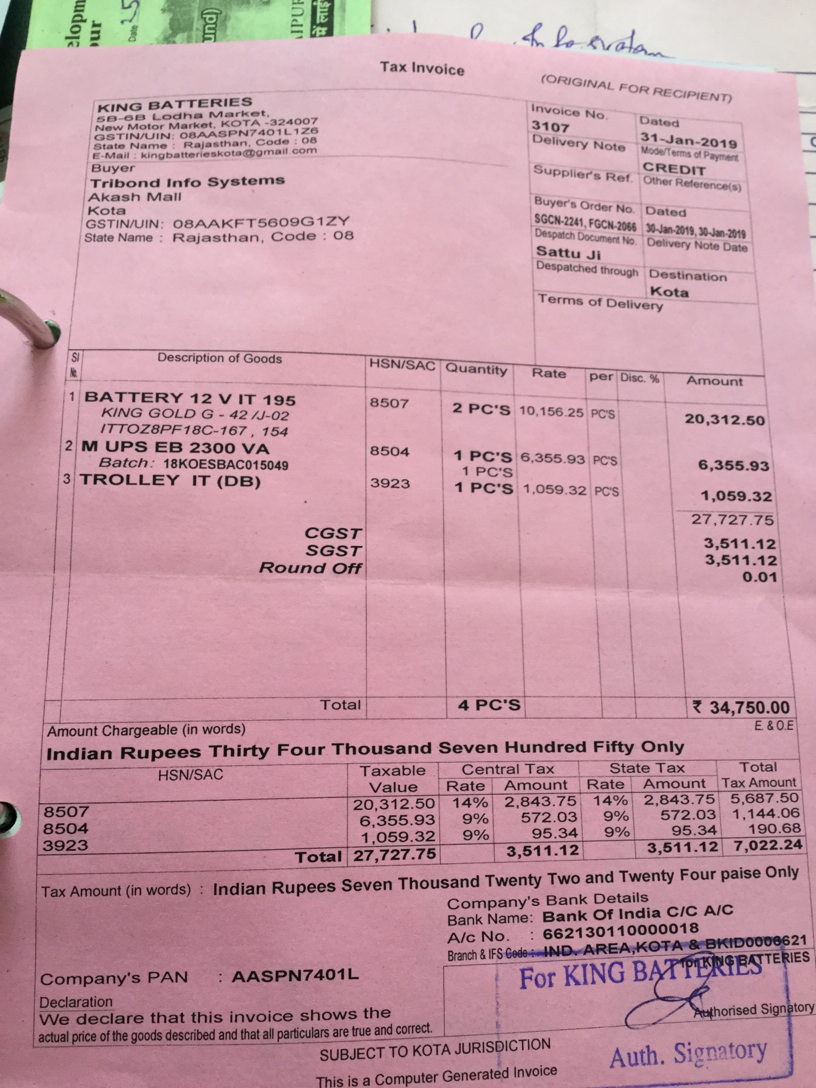 elopm
our
Date 25
und)
AIPUR
में लाई
Tax Invoice
(ORIGINAL FOR RECIPIENT)
KING BATTERIES
5B-6B Lodha Market,
New Motor Market, KOTA -324007
GSTIN/UIN: 08AASPN7401L1Z6
State Name : Rajasthan, Code : 08
E-Mail : kingbatterieskota@gmail.com
Buyer
Tribond Info Systems
Akash Mall
Kota
GSTIN/UIN: 08AAKFT5609G1ZY
State Name : Rajasthan, Code : 08
Invoice No. Dated
3107 31-Jan-2019
Delivery Note Mode/Terms of Payment
CREDIT
Supplier's Ref. Other Reference(s)
Buyer's Order No. Dated
SGCN-2241, FGCN-2066 30-Jan-2019, 30-Jan-2019
Despatch Document No. Delivery Note Date
Sattu Ji
Despatched through Destination
Kota
Terms of Delivery
Sl No. Description of Goods HSN/SAC Quantity Rate per Disc. % Amount
1 BATTERY 12 V IT 195 8507 2 PC'S 10,156.25 PC'S 20,312.50
KING GOLD G - 42 /J-02
ITTOZ8PF18C-167 , 154
2 M UPS EB 2300 VA 8504 1 PC'S 6,355.93 PC'S 6,355.93
Batch: 18KOESBAC015049 1 PC'S
3 TROLLEY IT (DB) 3923 1 PC'S 1,059.32 PC'S 1,059.32
27,727.75
CGST 3,511.12
SGST 3,511.12
Round Off 0.01
Total 4 PC'S ₹ 34,750.00
Amount Chargeable (in words) E. & O.E
Indian Rupees Thirty Four Thousand Seven Hundred Fifty Only
HSN/SAC Taxable Central Tax State Tax Total
Value Rate Amount Rate Amount Tax Amount
8507 20,312.50 14% 2,843.75 14% 2,843.75 5,687.50
8504 6,355.93 9% 572.03 9% 572.03 1,144.06
3923 1,059.32 9% 95.34 9% 95.34 190.68
Total 27,727.75 3,511.12 3,511.12 7,022.24
Tax Amount (in words) : Indian Rupees Seven Thousand Twenty Two and Twenty Four paise Only
Company's Bank Details
Bank Name: Bank Of India C/C A/C
A/c No. : 662130110000018
Branch & IFS Code : IND. AREA,KOTA & BKID0006621
Company's PAN : AASPN7401L
for KING BATTERIES
For KING BATTERIES
Declaration
We declare that this invoice shows the
actual price of the goods described and that all particulars are true and correct.
Authorised Signatory
Auth. Signatory
SUBJECT TO KOTA JURISDICTION
This is a Computer Generated Invoice